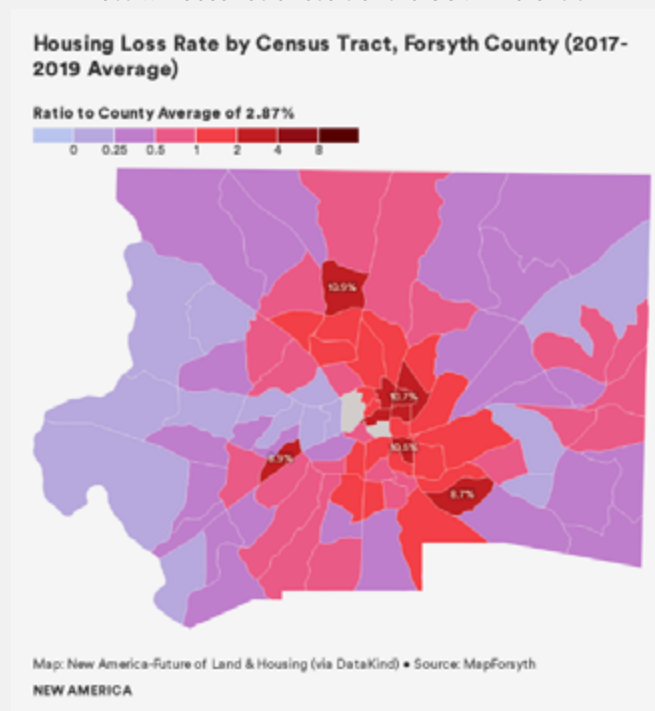 Housing Loss Rate by Census Tract, Forsyth County (2017-
2019 Average)
Ratio to County Average of 2.87%
0 0.25 0.5 1 2 4 8
10.9%
10.7%
10.5%
8.7%
Map: New America-Future of Land & Housing (via DataKind) • Source: MapForsyth
NEW AMERICA